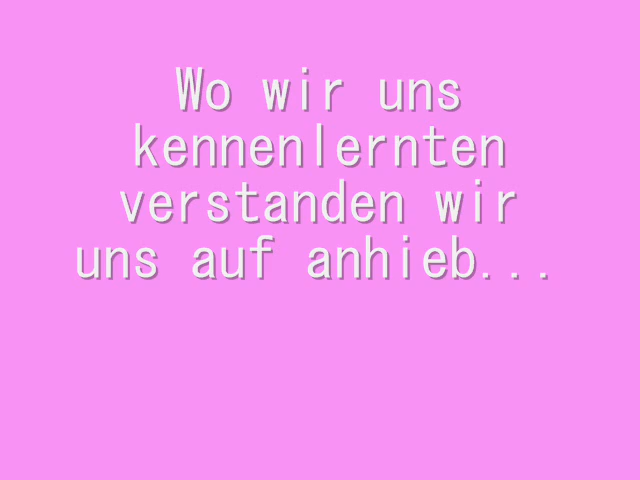 Wo wir uns
kennenlernten
verstanden wir
uns auf anhieb...